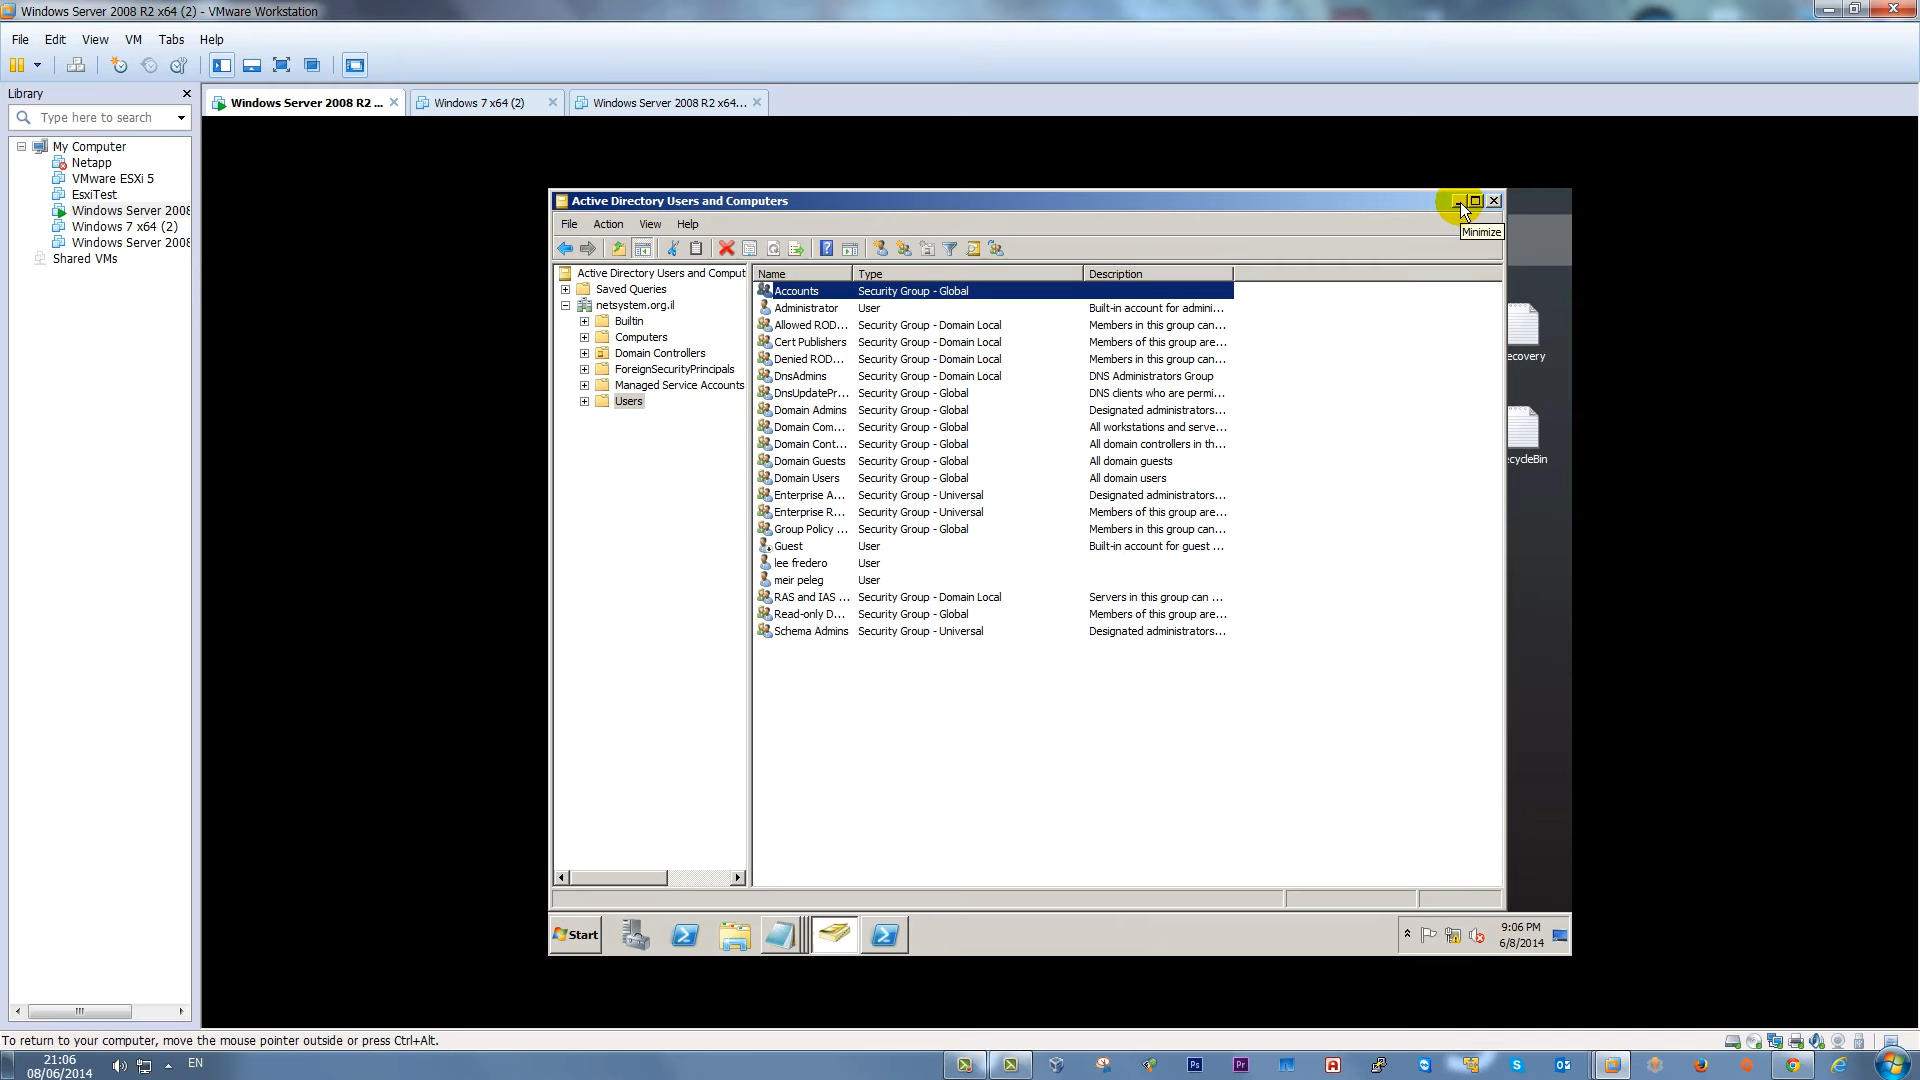 Windows Server 2008 R2 x64 (2) - VMware Workstation
File Edit View VM Tabs Help
Library
Type here to search
Windows Server 2008 R2 ...
Windows 7 x64 (2)
Windows Server 2008 R2 x64...
My Computer
Netapp
VMware ESXi 5
EsxiTest
Windows Server 2008
Windows 7 x64 (2)
Windows Server 2008
Shared VMs
Active Directory Users and Computers
File Action View Help
Minimize
Active Directory Users and Comput
Saved Queries
netsystem.org.il
Builtin
Computers
Domain Controllers
ForeignSecurityPrincipals
Managed Service Accounts
Users
Name Type Description
Accounts Security Group - Global
Administrator User Built-in account for admini...
Allowed ROD... Security Group - Domain Local Members in this group can...
Cert Publishers Security Group - Domain Local Members of this group are...
Denied ROD... Security Group - Domain Local Members in this group can...
DnsAdmins Security Group - Domain Local DNS Administrators Group
DnsUpdatePr... Security Group - Global DNS clients who are permi...
Domain Admins Security Group - Global Designated administrators...
Domain Com... Security Group - Global All workstations and serve...
Domain Cont... Security Group - Global All domain controllers in th...
Domain Guests Security Group - Global All domain guests
Domain Users Security Group - Global All domain users
Enterprise A... Security Group - Universal Designated administrators...
Enterprise R... Security Group - Universal Members of this group are...
Group Policy ... Security Group - Global Members in this group can...
Guest User Built-in account for guest ...
lee fredero User
meir peleg User
RAS and IAS ... Security Group - Domain Local Servers in this group can ...
Read-only D... Security Group - Global Members of this group are...
Schema Admins Security Group - Universal Designated administrators...
ecovery
ecycleBin
Start
9:06 PM
6/8/2014
To return to your computer, move the mouse pointer outside or press Ctrl+Alt.
21:06
08/06/2014
EN
Ps
Pr